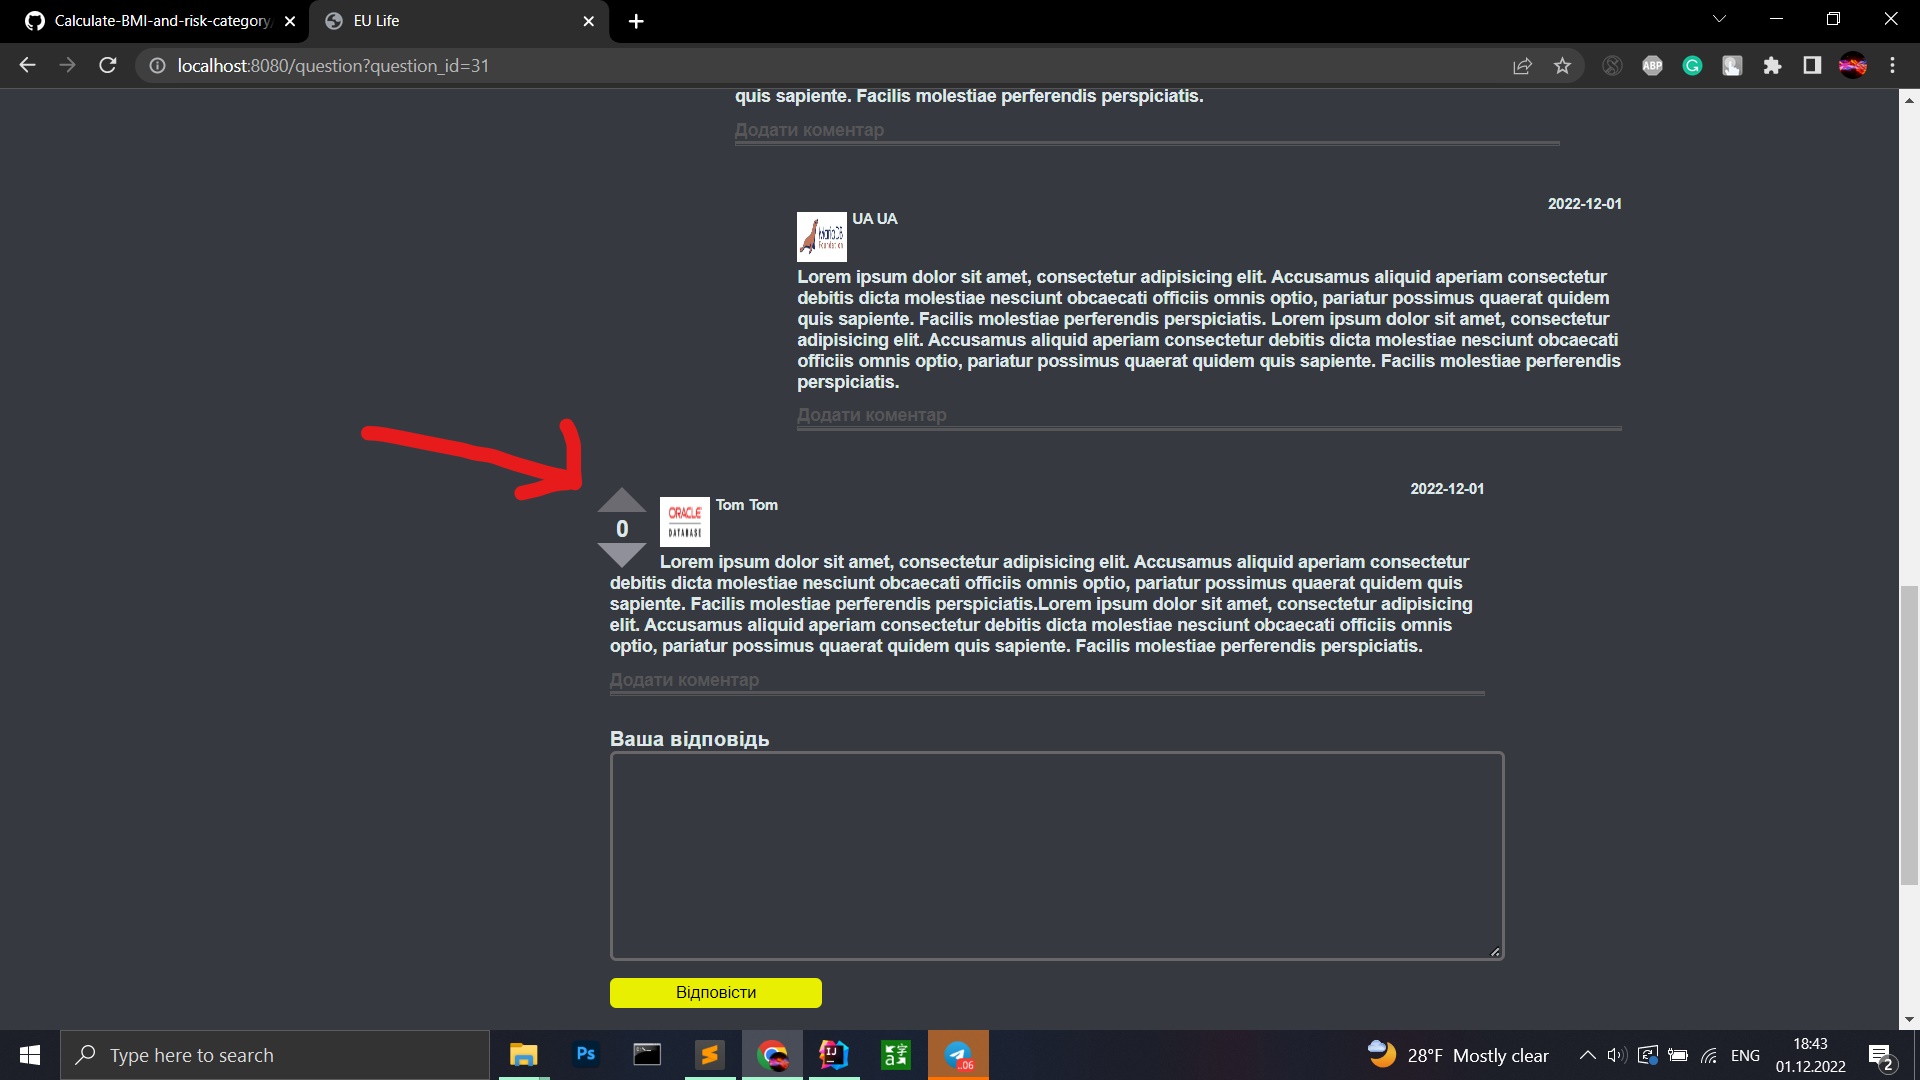 Calculate-BMI-and-risk-category
EU Life
localhost:8080/question?question_id=31
ABP
quis sapiente. Facilis molestiae perferendis perspiciatis.
Додати коментар
2022-12-01
UA UA
MariaDB
Foundation
Lorem ipsum dolor sit amet, consectetur adipisicing elit. Accusamus aliquid aperiam consectetur
debitis dicta molestiae nesciunt obcaecati officiis omnis optio, pariatur possimus quaerat quidem
quis sapiente. Facilis molestiae perferendis perspiciatis. Lorem ipsum dolor sit amet, consectetur
adipisicing elit. Accusamus aliquid aperiam consectetur debitis dicta molestiae nesciunt obcaecati
officiis omnis optio, pariatur possimus quaerat quidem quis sapiente. Facilis molestiae perferendis
perspiciatis.
Додати коментар
2022-12-01
Tom Tom
ORACLE
DATABASE
0
Lorem ipsum dolor sit amet, consectetur adipisicing elit. Accusamus aliquid aperiam consectetur
debitis dicta molestiae nesciunt obcaecati officiis omnis optio, pariatur possimus quaerat quidem quis
sapiente. Facilis molestiae perferendis perspiciatis.Lorem ipsum dolor sit amet, consectetur adipisicing
elit. Accusamus aliquid aperiam consectetur debitis dicta molestiae nesciunt obcaecati officiis omnis
optio, pariatur possimus quaerat quidem quis sapiente. Facilis molestiae perferendis perspiciatis.
Додати коментар
Ваша відповідь
Відповісти
Type here to search
Ps
IJ
..06
28°F Mostly clear
ENG
18:43
01.12.2022
2